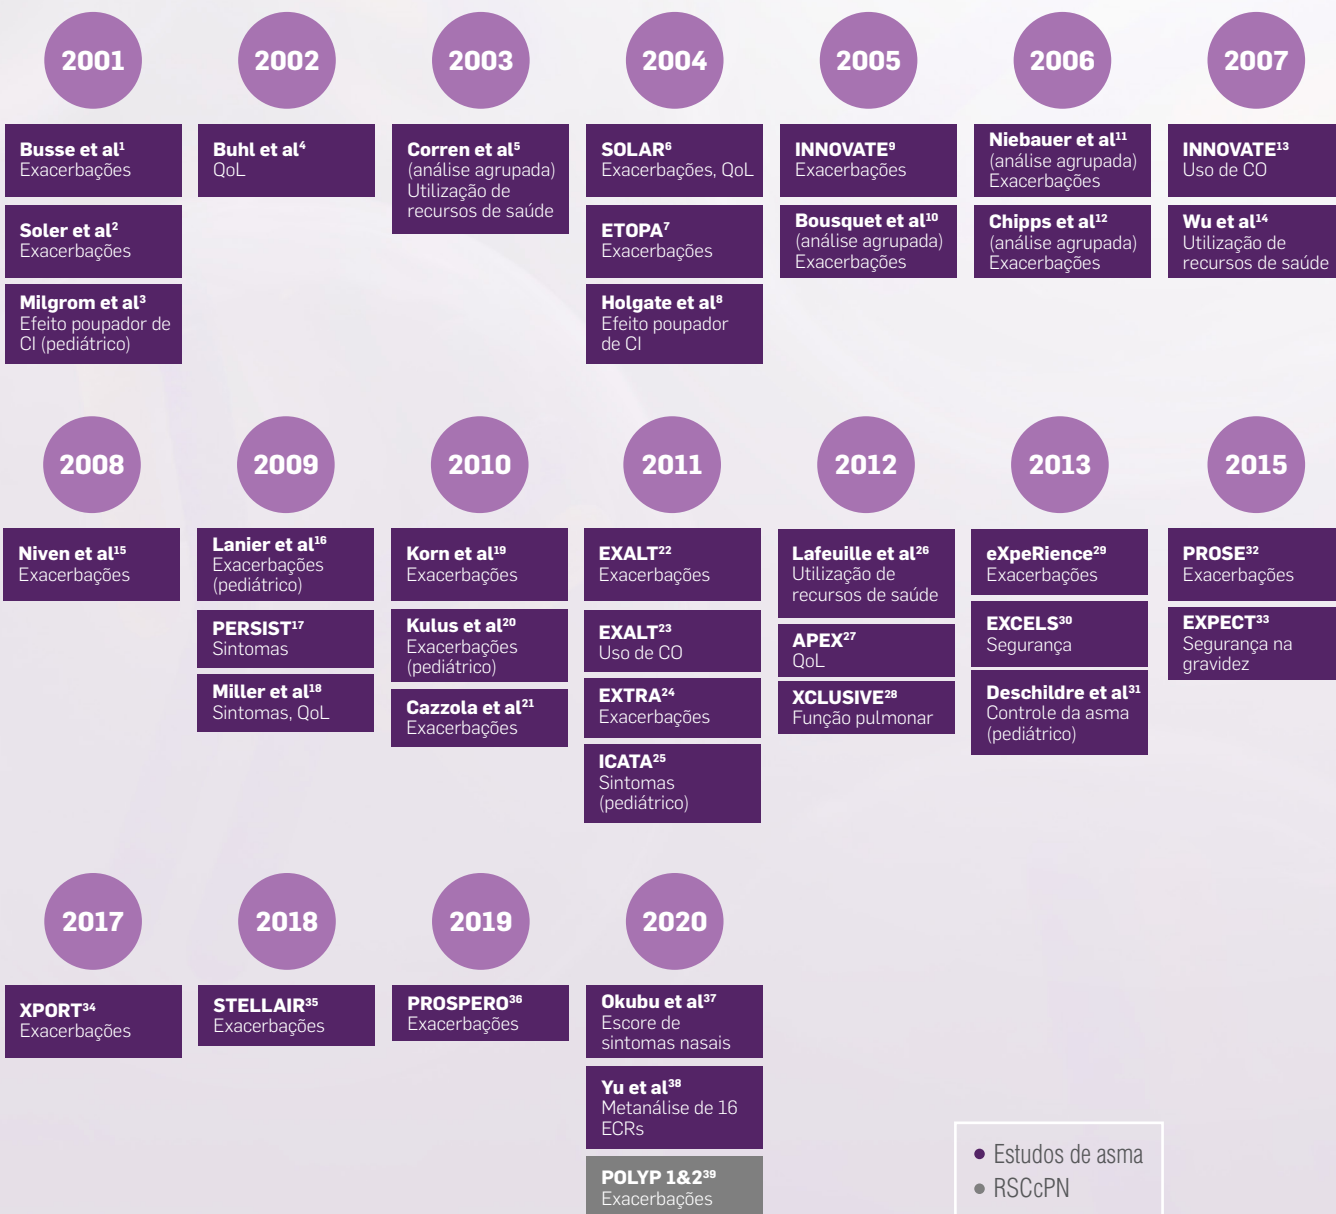 2001
2002
2003
2004
2005
2006
2007
Busse et al¹
Exacerbações
Soler et al²
Exacerbações
Milgrom et al³
Efeito poupador de
CI (pediátrico)
Buhl et al⁴
QoL
Corren et al⁵
(análise agrupada)
Utilização de
recursos de saúde
SOLAR⁶
Exacerbações, QoL
ETOPA⁷
Exacerbações
Holgate et al⁸
Efeito poupador
de CI
INNOVATE⁹
Exacerbações
Bousquet et al¹⁰
(análise agrupada)
Exacerbações
Niebauer et al¹¹
(análise agrupada)
Exacerbações
Chipps et al¹²
(análise agrupada)
Exacerbações
INNOVATE¹³
Uso de CO
Wu et al¹⁴
Utilização de
recursos de saúde
2008
2009
2010
2011
2012
2013
2015
Niven et al¹⁵
Exacerbações
Lanier et al¹⁶
Exacerbações
(pediátrico)
PERSIST¹⁷
Sintomas
Miller et al¹⁸
Sintomas, QoL
Korn et al¹⁹
Exacerbações
Kulus et al²⁰
Exacerbações
(pediátrico)
Cazzola et al²¹
Exacerbações
EXALT²²
Exacerbações
EXALT²³
Uso de CO
EXTRA²⁴
Exacerbações
ICATA²⁵
Sintomas
(pediátrico)
Lafeuille et al²⁶
Utilização de
recursos de saúde
APEX²⁷
QoL
XCLUSIVE²⁸
Função pulmonar
eXpeRience²⁹
Exacerbações
EXCELS³⁰
Segurança
Deschildre et al³¹
Controle da asma
(pediátrico)
PROSE³²
Exacerbações
EXPECT³³
Segurança na
gravidez
2017
2018
2019
2020
XPORT³⁴
Exacerbações
STELLAIR³⁵
Exacerbações
PROSPERO³⁶
Exacerbações
Okubu et al³⁷
Escore de
sintomas nasais
Yu et al³⁸
Metanálise de 16
ECRs
POLYP 1&2³⁹
Exacerbações
• Estudos de asma
• RSCcPN